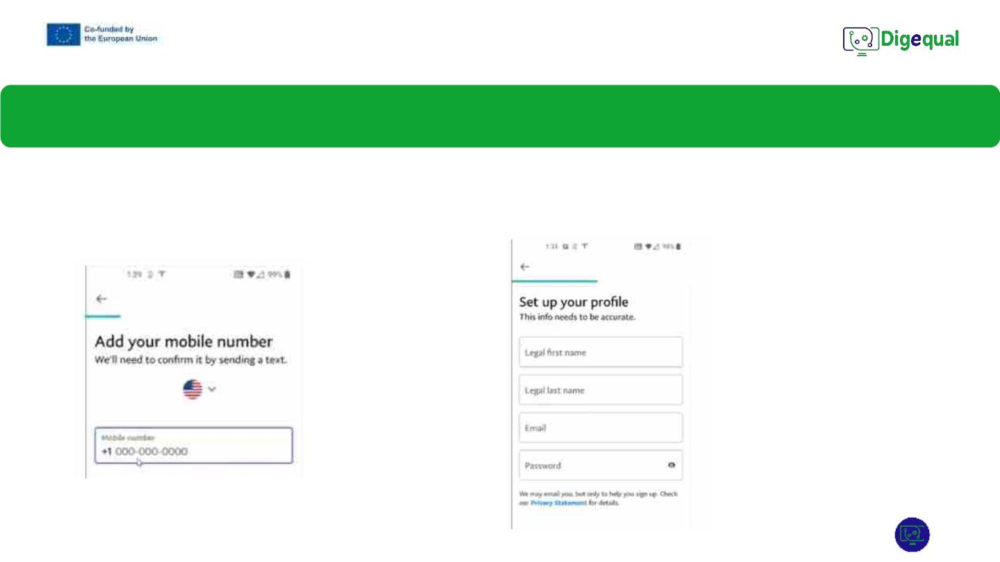 Co-funded by
the European Union
Digequal
1:29
99%
Add your mobile number
We'll need to confirm it by sending a text.
Mobile number
+1 000-000-0000
98%
Set up your profile
This info needs to be accurate.
Legal first name
Legal last name
Email
Password
We may email you, but only to help you sign up. Check
our Privacy Statement for details.